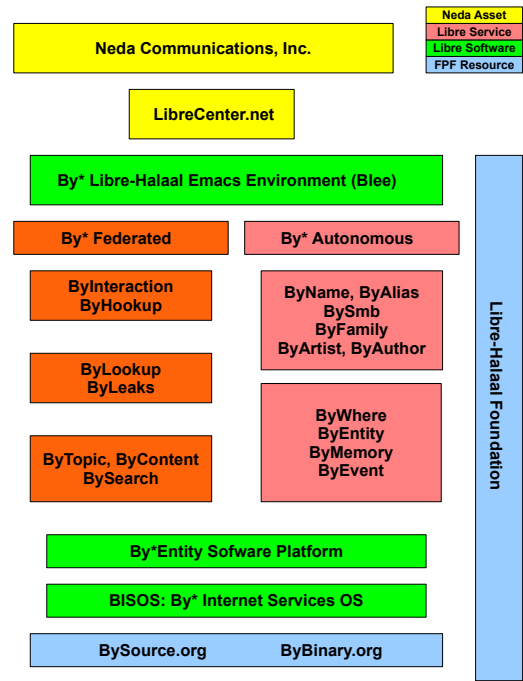 Neda Communications, Inc.
Neda Asset
Libre Service
Libre Software
FPF Resource
LibreCenter.net
By* Libre-Halaal Emacs Environment (Blee)
By* Federated
By* Autonomous
ByInteraction
ByHookup
ByName, ByAlias
BySmb
ByFamily
ByArtist, ByAuthor
ByLookup
ByLeaks
ByWhere
ByEntity
ByMemory
ByEvent
ByTopic, ByContent
BySearch
Libre-Halaal Foundation
By*Entity Sofware Platform
BISOS: By* Internet Services OS
BySource.org ByBinary.org